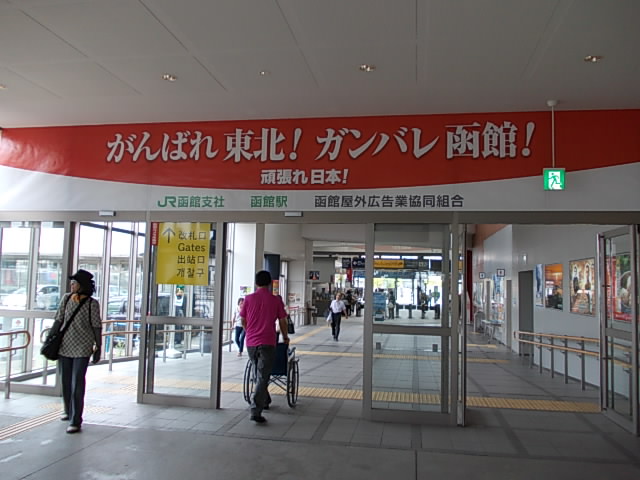 がんばれ 東北! ガンバレ 函館!
頑張れ日本!
JR函館支社 函館駅 函館屋外広告業協同組合
↑ 改札口
Gates
出站口
개찰구